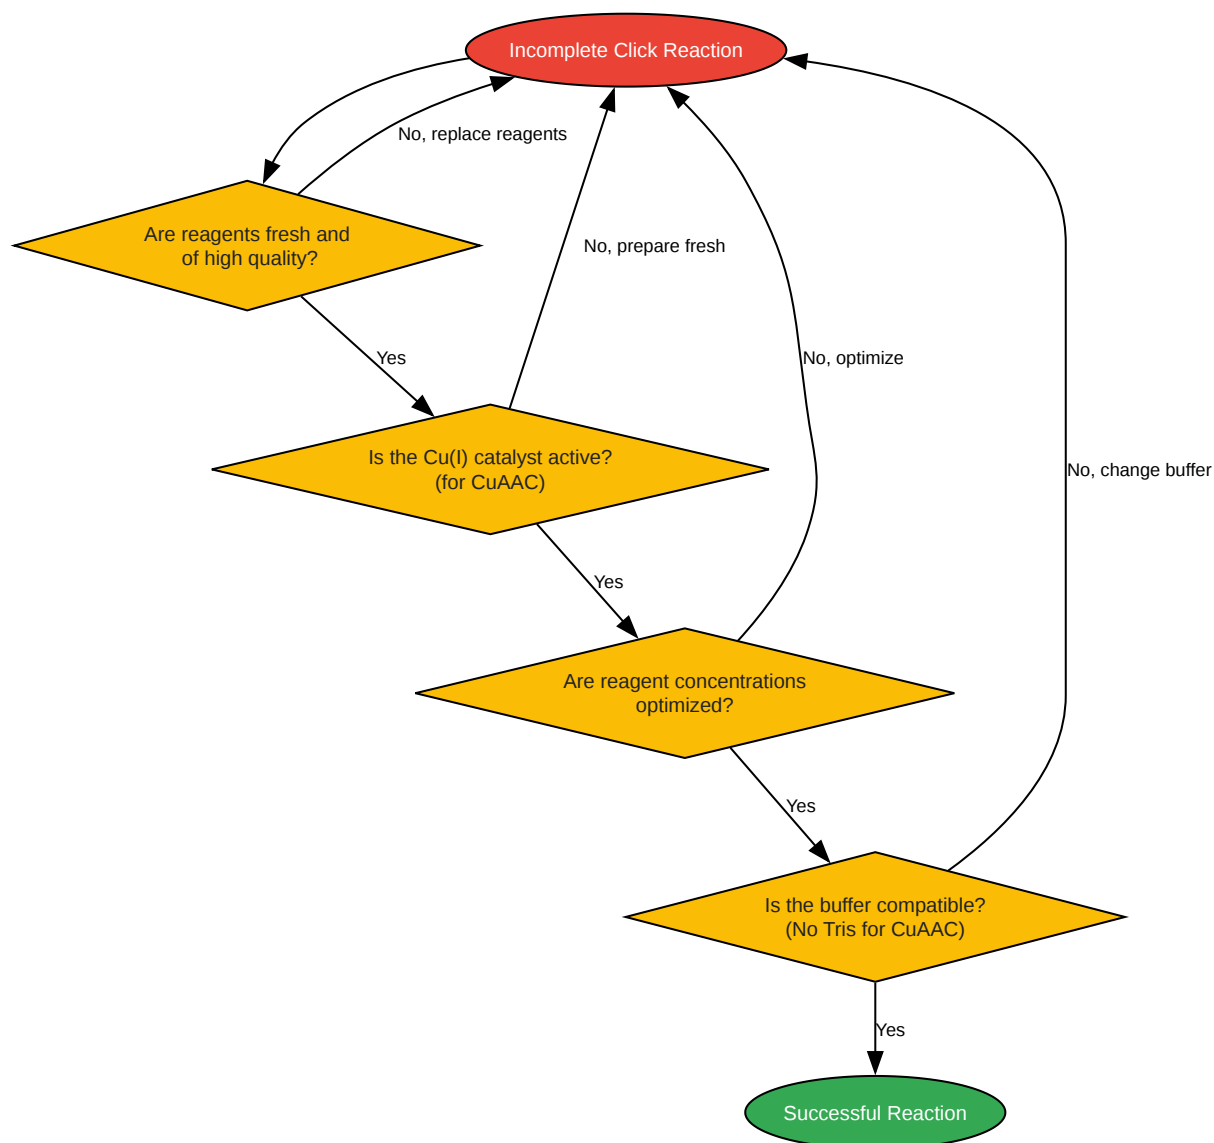 Incomplete Click Reaction
No, replace reagents
Are reagents fresh and
of high quality?
No, prepare fresh
Yes
No, optimize
Is the Cu(I) catalyst active?
(for CuAAC)
No, change buffer
Yes
Are reagent concentrations
optimized?
Yes
Is the buffer compatible?
(No Tris for CuAAC)
Yes
Successful Reaction